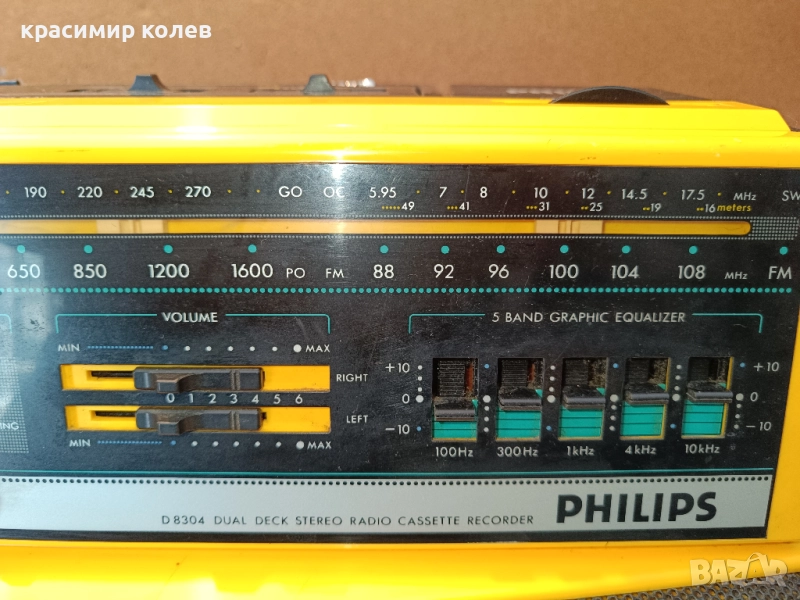 красимир колев
190 220 245 270 GO OC 5.95 7 8 10 12 14.5 17.5 MHz SW
49 41 31 25 19 16 meters
650 850 1200 1600 PO FM 88 92 96 100 104 108 MHz FM
VOLUME 5 BAND GRAPHIC EQUALIZER
MIN MAX
RIGHT +10 +10
0 1 2 3 4 5 6 0 0
LEFT
ING -10 -10
MIN MAX 100Hz 300Hz 1kHz 4kHz 10kHz
D8304 DUAL DECK STEREO RADIO CASSETTE RECORDER PHILIPS
BAZAR